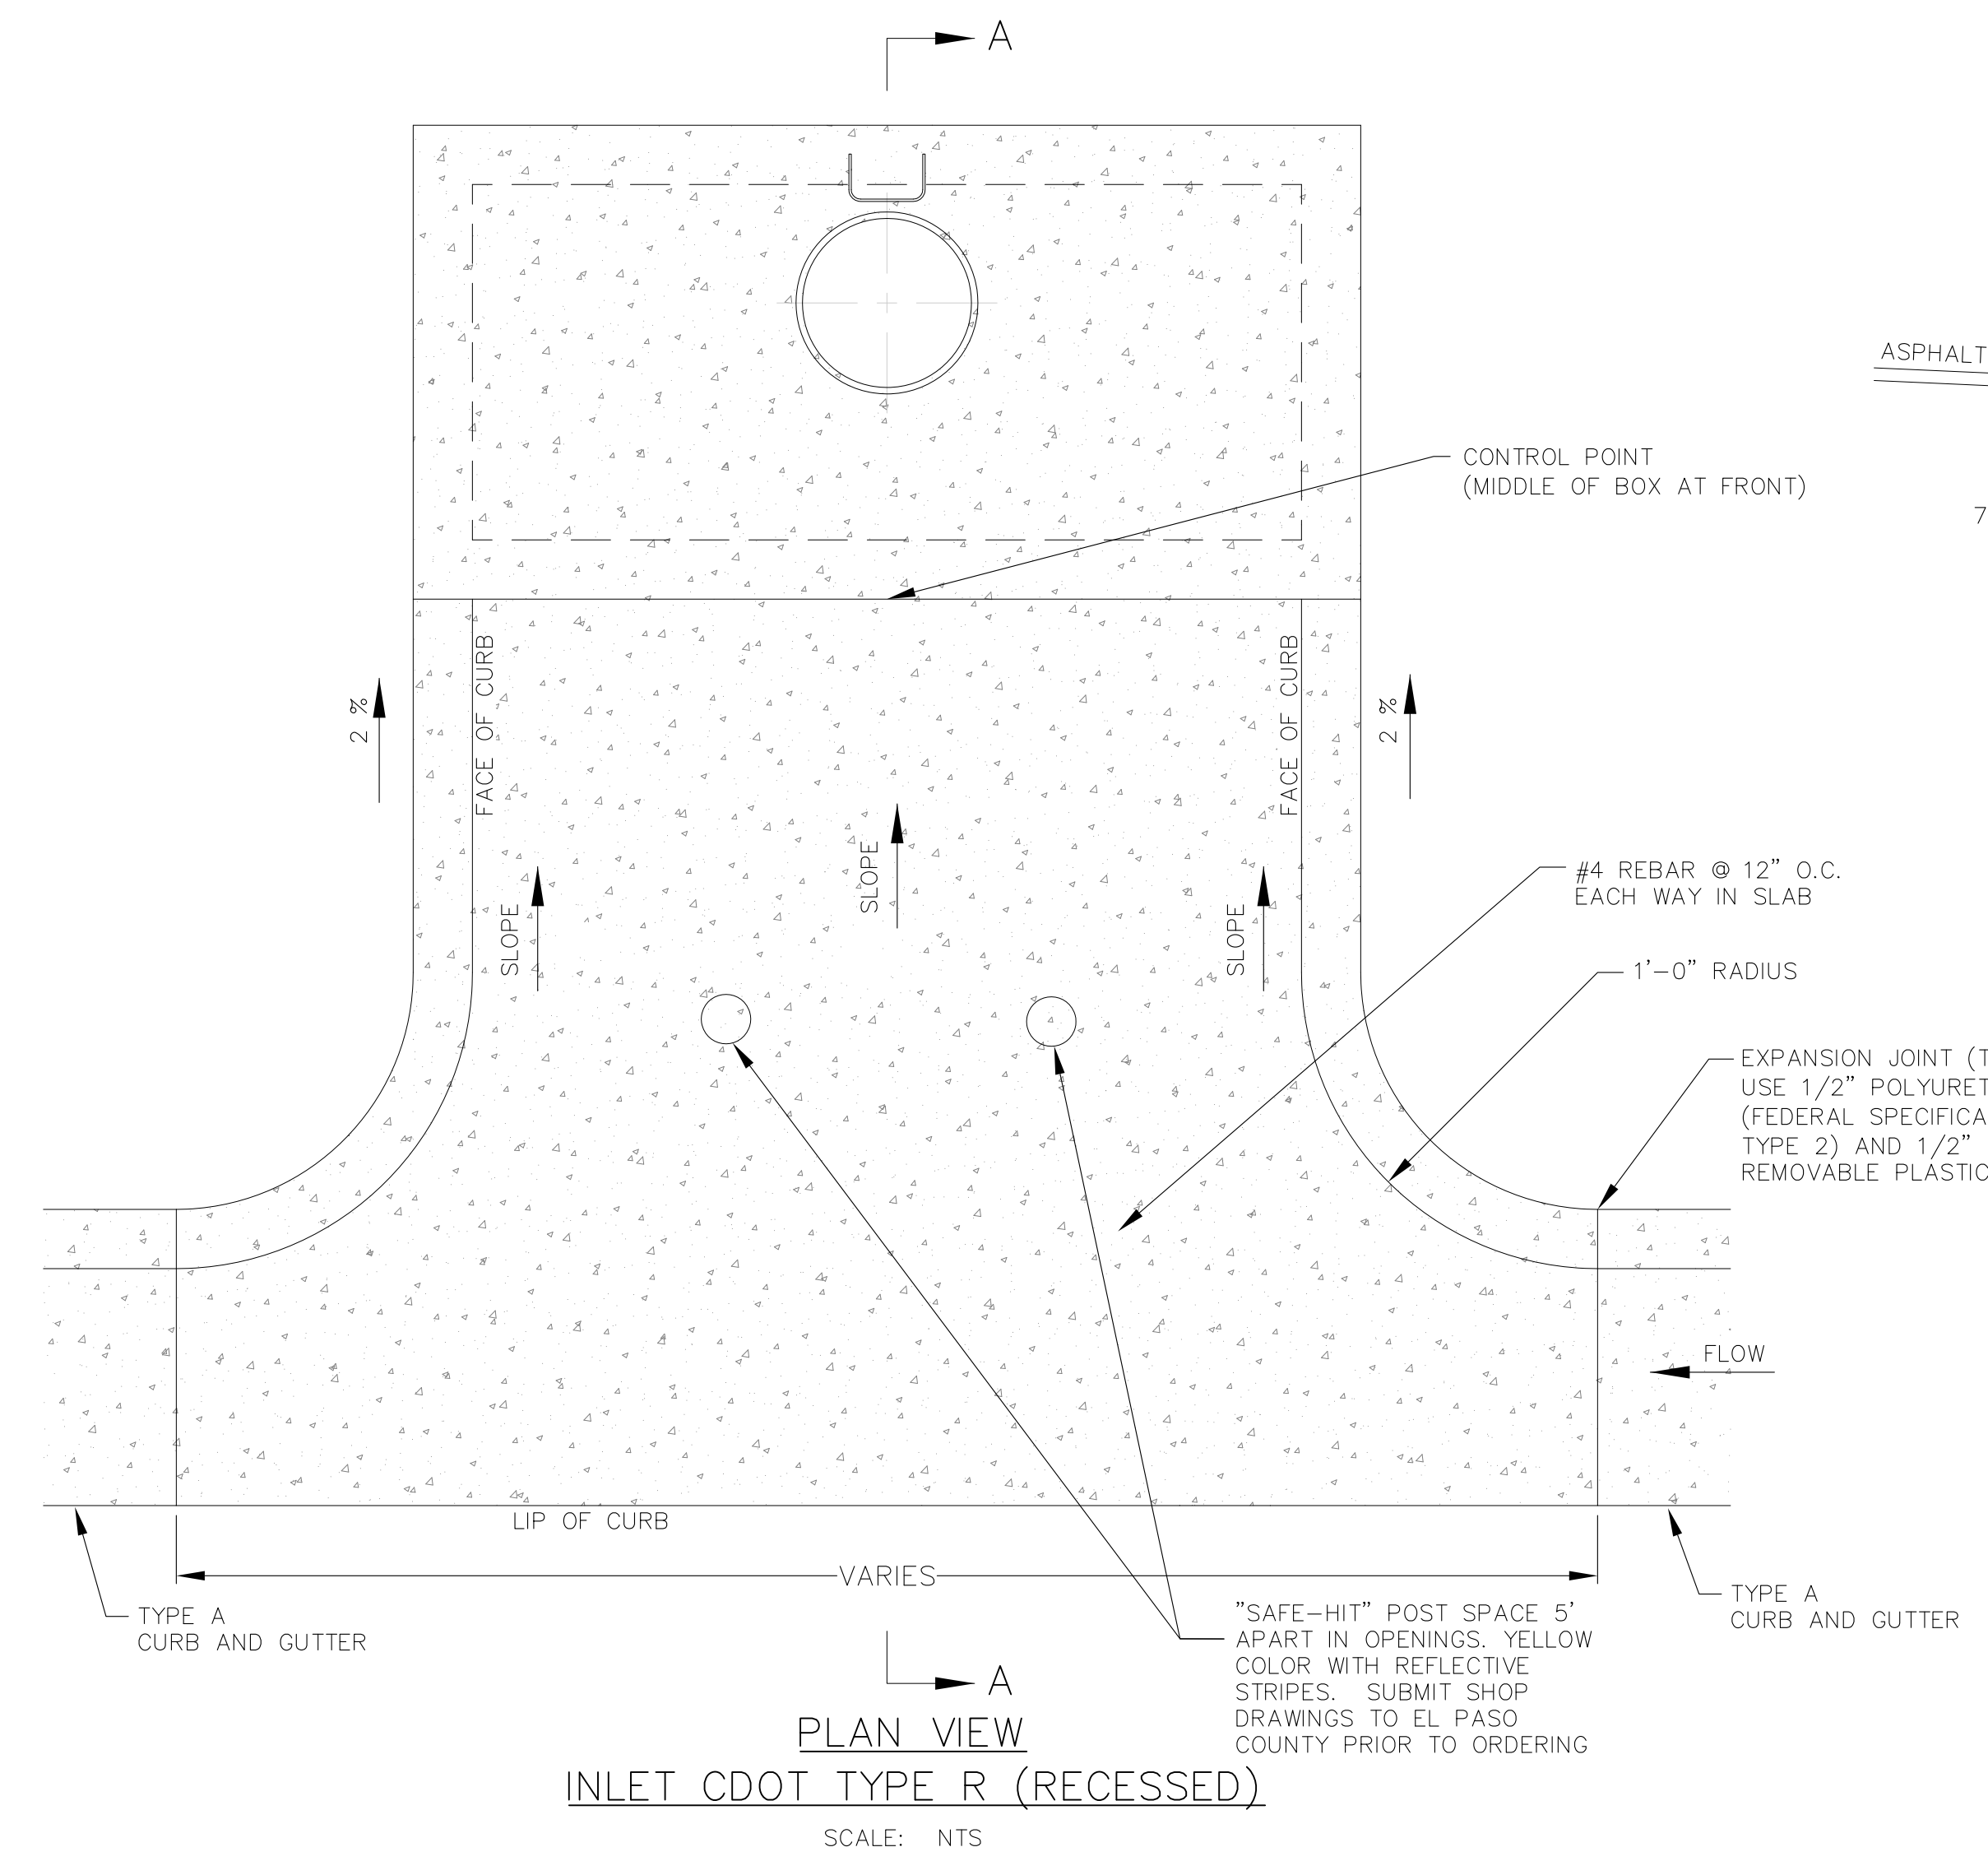 A
ASPHALT
CONTROL POINT
(MIDDLE OF BOX AT FRONT)
7
FACE OF CURB
FACE OF CURB
2 %
2 %
SLOPE
SLOPE
SLOPE
#4 REBAR @ 12" O.C.
EACH WAY IN SLAB
1'-0" RADIUS
EXPANSION JOINT (
USE 1/2"
(FEDERAL
TYPE 2) AND 1/2"
REMOVABLE PLASTIC
FLOW
LIP OF CURB
VARIES
TYPE A
CURB AND GUTTER
TYPE A
CURB AND GUTTER
"SAFE-HIT" POST SPACE 5'
APART IN OPENINGS. YELLOW
COLOR WITH REFLECTIVE
STRIPES. SUBMIT SHOP
DRAWINGS TO EL PASO
COUNTY PRIOR TO ORDERING
A
PLAN VIEW
INLET CDOT TYPE R (RECESSED)
SCALE: NTS